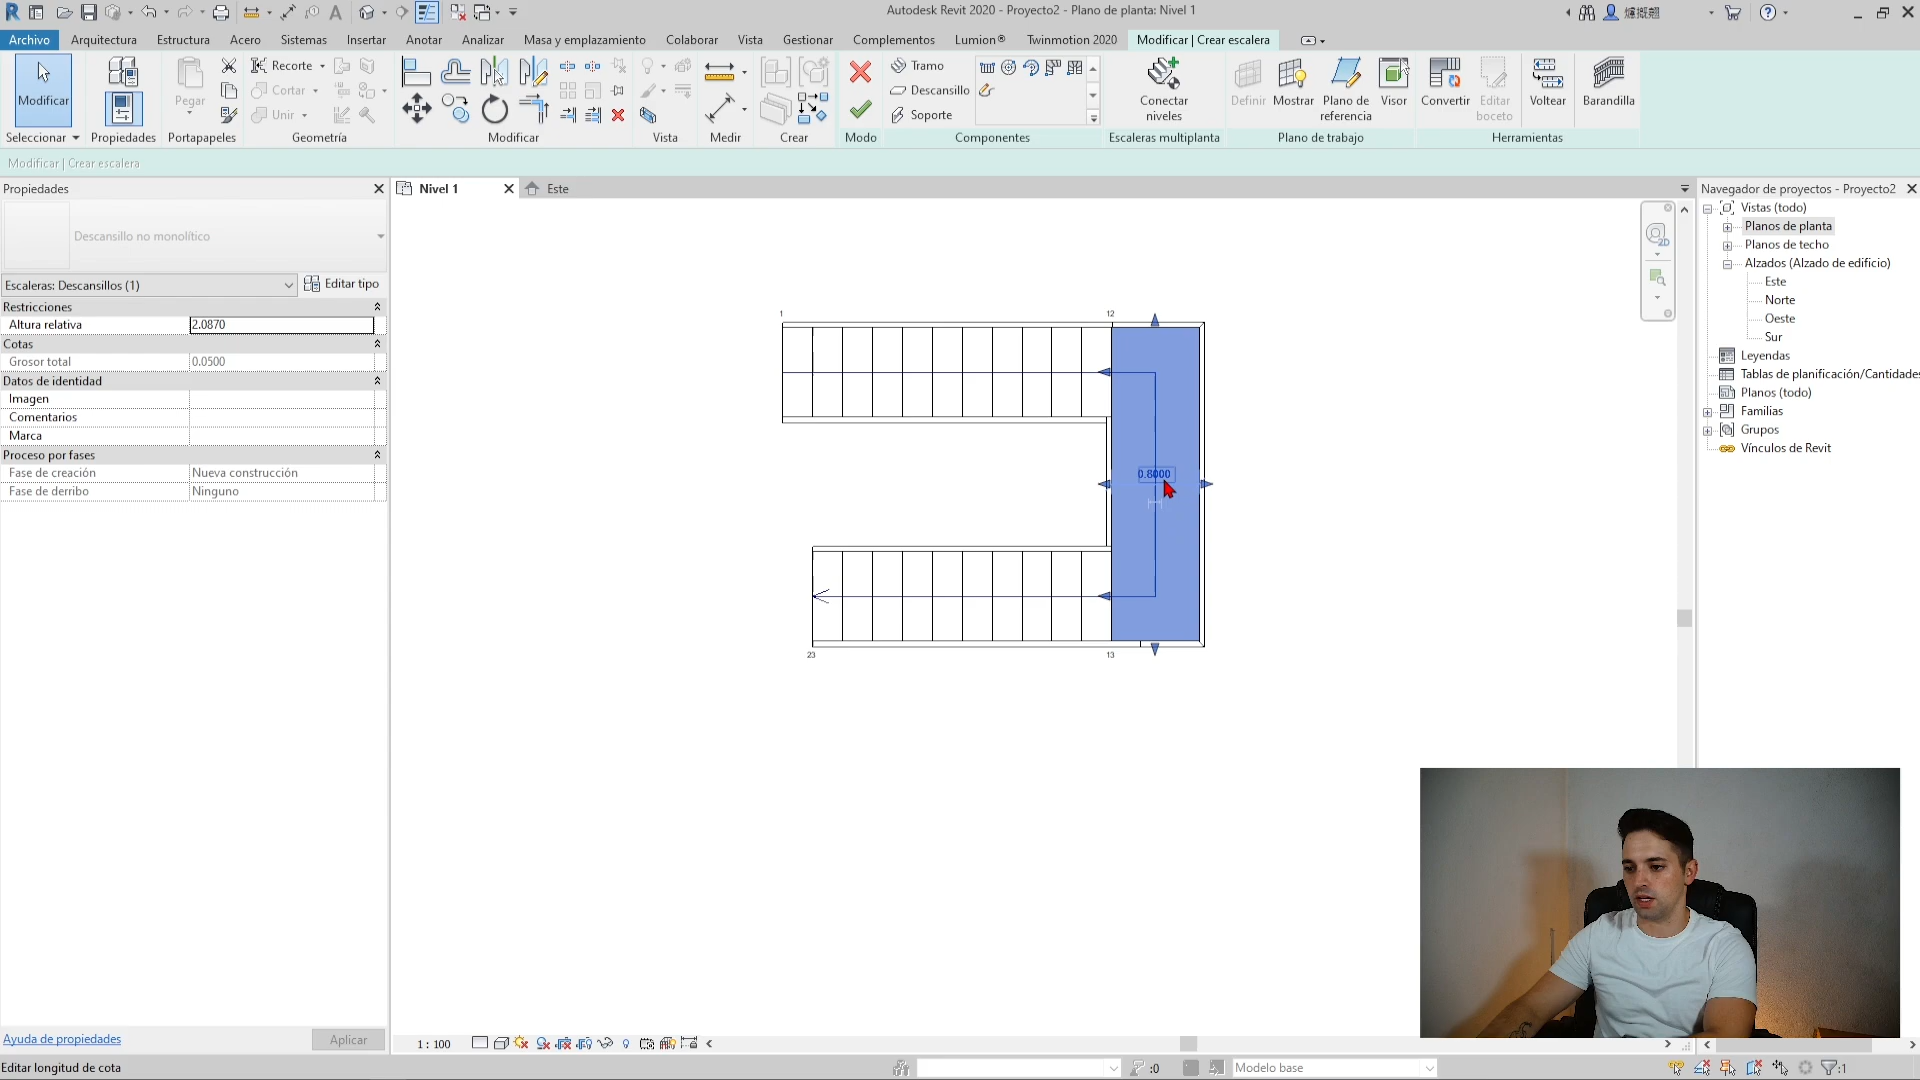 Autodesk Revit 2020 - Proyecto2 - Plano de planta: Nivel 1
Archivo Arquitectura Estructura Acero Sistemas Insertar Anotar Analizar Masa y emplazamiento Colaborar Vista Gestionar Complementos Lumion® Twinmotion 2020 Modificar | Crear escalera
Modificar
Pegar
Recorte
Cortar
Unir
Tramo
Descansillo
Soporte
Conectar
niveles
Definir
Mostrar
Plano de
referencia
Visor
Convertir
Editar
boceto
Voltear
Barandilla
Seleccionar Propiedades Portapapeles Geometría Modificar Vista Medir Crear Modo Componentes Escaleras multiplanta Plano de trabajo Herramientas
Modificar | Crear escalera
Propiedades
Descansillo no monolítico
Escaleras: Descansillos (1)
Editar tipo
Restricciones
Altura relativa 2.0870
Cotas
Grosor total 0.0500
Datos de identidad
Imagen
Comentarios
Marca
Proceso por fases
Fase de creación Nueva construcción
Fase de derribo Ninguno
Ayuda de propiedades
Aplicar
Nivel 1
Este
2D
1
12
0.8000
23
13
Navegador de proyectos - Proyecto2
Vistas (todo)
Planos de planta
Planos de techo
Alzados (Alzado de edificio)
Este
Norte
Oeste
Sur
Leyendas
Tablas de planificación/Cantidades
Planos (todo)
Familias
Grupos
Vínculos de Revit
1 : 100
Editar longitud de cota
:0
Modelo base
:1